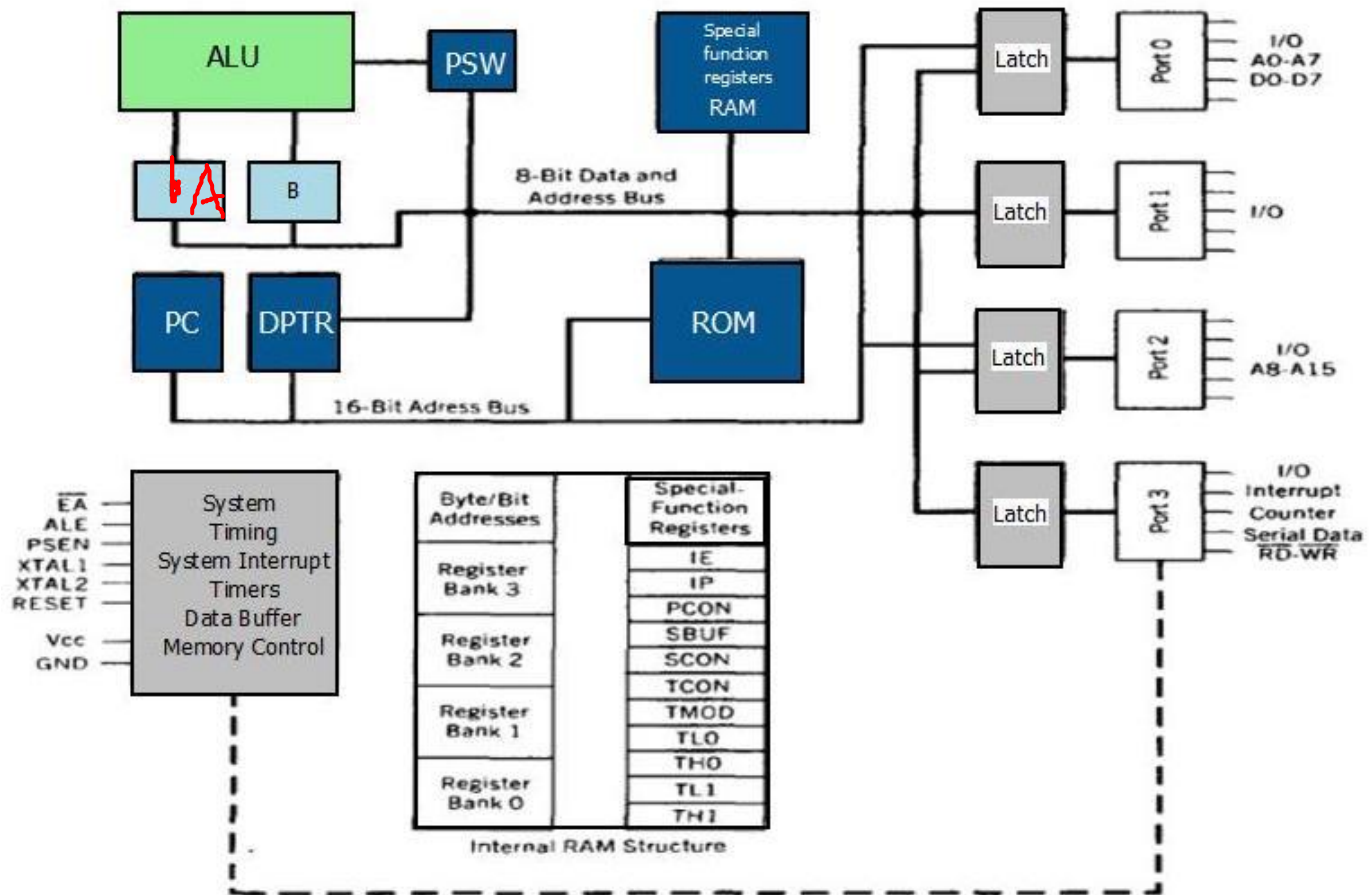 ALU
PSW
Special
function
registers
RAM
Latch
Port 0
I/O
A0-A7
D0-D7
A
B
8-Bit Data and
Address Bus
Latch
Port 1
I/O
PC
DPTR
ROM
Latch
Port 2
I/O
A8-A15
16-Bit Adress Bus
EA
ALE
PSEN
XTAL1
XTAL2
RESET
Vcc
GND
System
Timing
System Interrupt
Timers
Data Buffer
Memory Control
Byte/Bit
Addresses
Register
Bank 3
Register
Bank 2
Register
Bank 1
Register
Bank 0
Special-
Function
Registers
IE
IP
PCON
SBUF
SCON
TCON
TMOD
TL0
TH0
TL1
TH1
Internal RAM Structure
Latch
Port 3
I/O
Interrupt
Counter
Serial Data
RD-WR